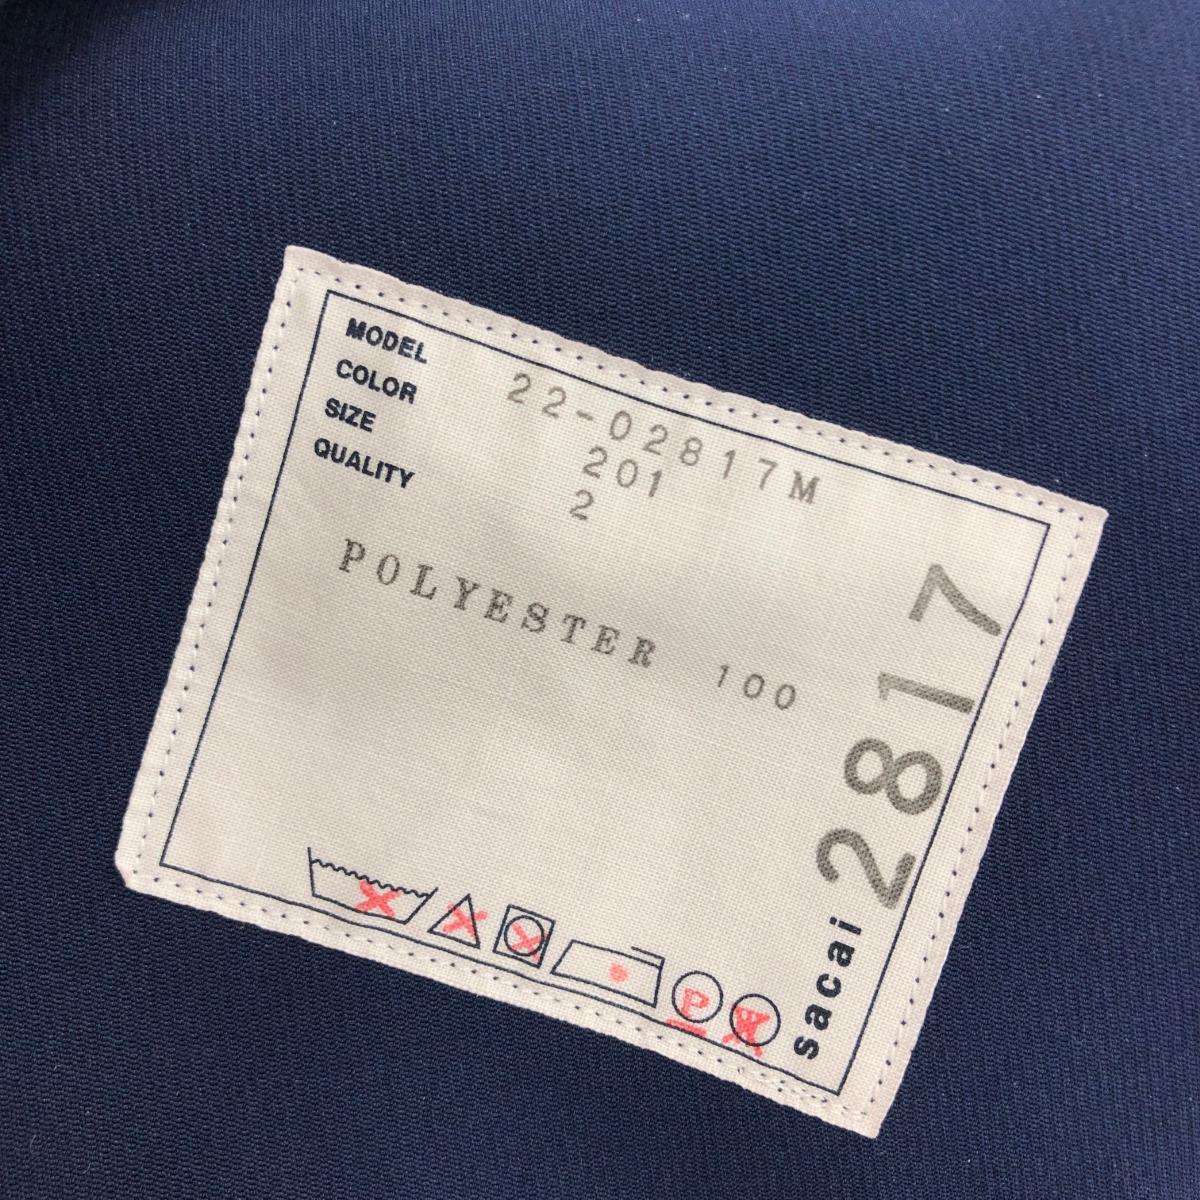 MODEL 22-02817M
COLOR 201
SIZE 2
QUALITY
POLYESTER 100
P
W
sacai 2817